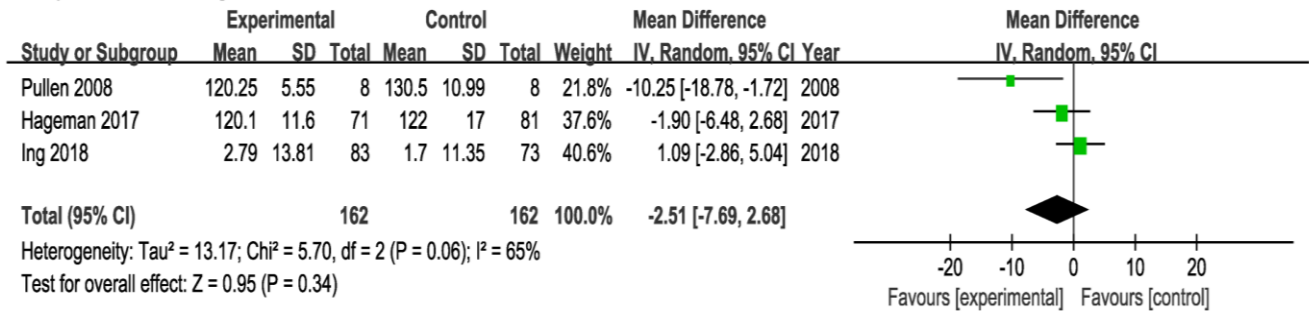 Experimental Control Mean Difference Mean Difference
Study or Subgroup Mean SD Total Mean SD Total Weight IV, Random, 95% CI Year IV, Random, 95% CI
Pullen 2008 120.25 5.55 8 130.5 10.99 8 21.8% -10.25 [-18.78, -1.72] 2008
Hageman 2017 120.1 11.6 71 122 17 81 37.6% -1.90 [-6.48, 2.68] 2017
Ing 2018 2.79 13.81 83 1.7 11.35 73 40.6% 1.09 [-2.86, 5.04] 2018
Total (95% CI) 162 162 100.0% -2.51 [-7.69, 2.68]
Heterogeneity: Tau² = 13.17; Chi² = 5.70, df = 2 (P = 0.06); I² = 65%
Test for overall effect: Z = 0.95 (P = 0.34)
-20 -10 0 10 20
Favours [experimental] Favours [control]